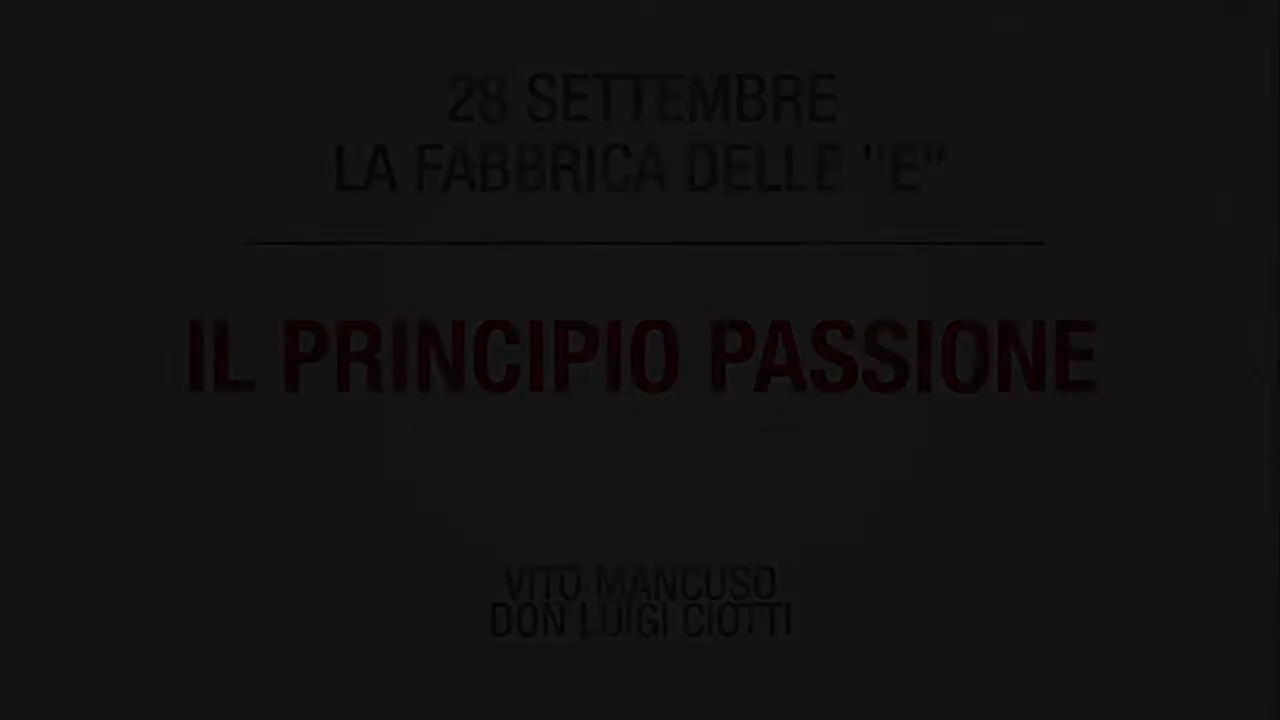 28 SETTEMBRE
LA FABBRICA DELLE "E"
IL PRINCIPIO PASSIONE
VITO MANCUSO
DON LUIGI CIOTTI